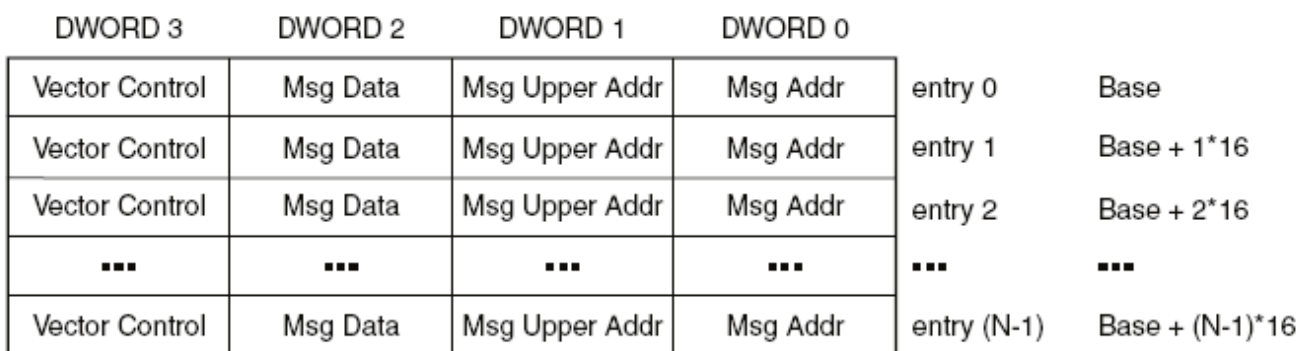 DWORD 3 DWORD 2 DWORD 1 DWORD 0
Vector Control Msg Data Msg Upper Addr Msg Addr entry 0 Base
Vector Control Msg Data Msg Upper Addr Msg Addr entry 1 Base + 1*16
Vector Control Msg Data Msg Upper Addr Msg Addr entry 2 Base + 2*16
... ... ... ... ... ...
Vector Control Msg Data Msg Upper Addr Msg Addr entry (N-1) Base + (N-1)*16